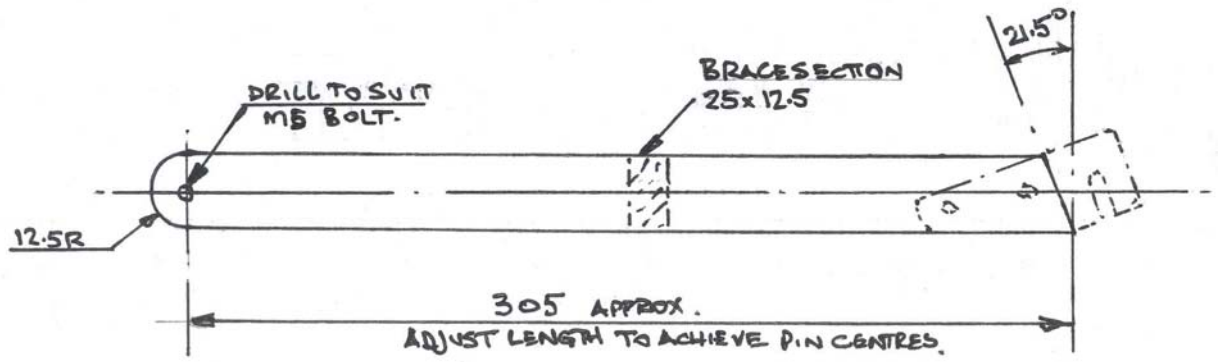 21.5°
BRACE SECTION
25 x 12.5
DRILL TO SUIT
M5 BOLT.
12.5R
305 APPROX.
ADJUST LENGTH TO ACHIEVE PIN CENTRES.